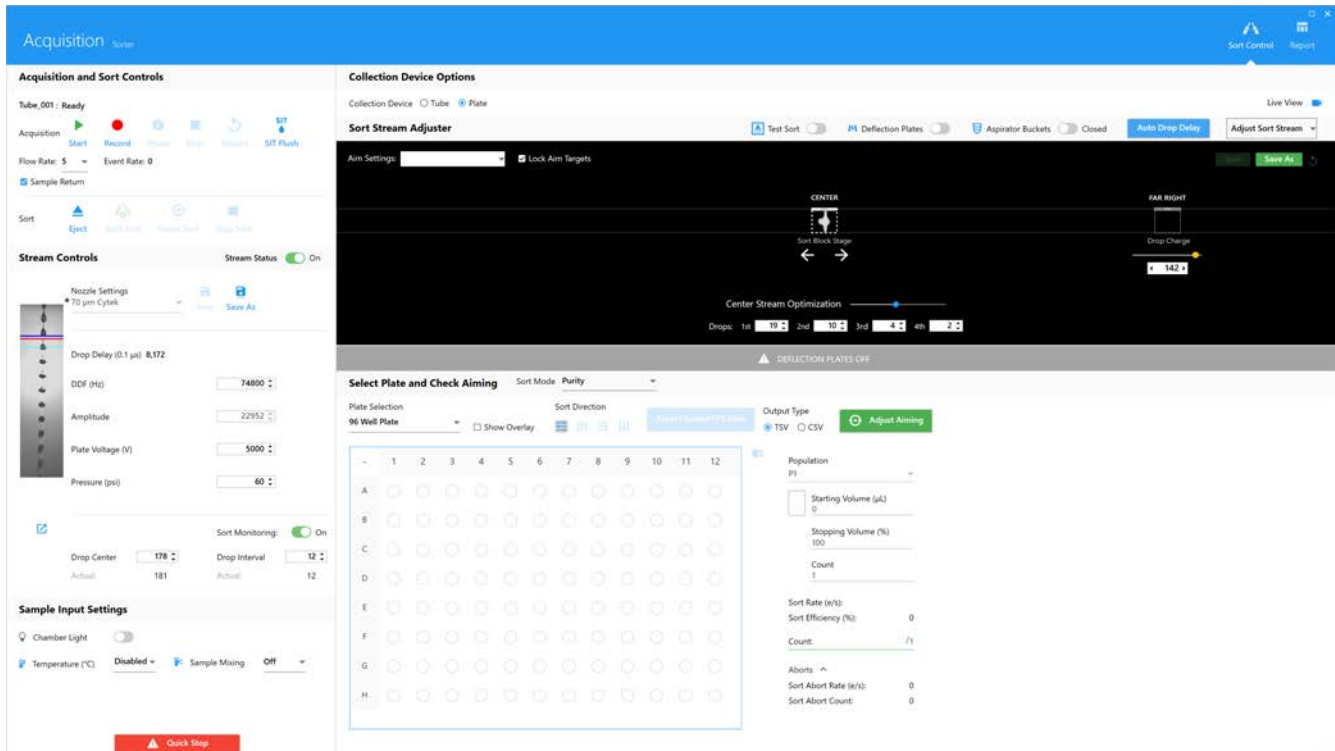 Acquisition Sorter
Sort Control Report
Acquisition and Sort Controls
Tube_001 : Ready
Acquisition
Start Record SIT Flush
SIT
Flow Rate: 5 Event Rate: 0
Sample Return
Sort
Eject
Stream Controls Stream Status On
Nozzle Settings
*70 μm Cytek
Save As
Drop Delay (0.1 μs) 8,172
DDF (Hz) 74800
Amplitude 22952
Plate Voltage (V) 5000
Pressure (psi) 60
Sort Monitoring: On
Drop Center 178 Drop Interval 12
Actual: 181 Actual: 12
Sample Input Settings
Chamber Light
Temperature (°C) Disabled Sample Mixing Off
Quick Stop
Collection Device Options
Collection Device Tube Plate Live View
Sort Stream Adjuster Test Sort Deflection Plates Aspirator Buckets Closed Auto Drop Delay Adjust Sort Stream
Aim Settings: Lock Aim Targets Save As
CENTER FAR RIGHT
Sort Block Stage Drop Charge
142
Center Stream Optimization
Drops: 1st 19 2nd 10 3rd 4 4th 2
DEFLECTION PLATES OFF
Select Plate and Check Aiming Sort Mode Purity
Plate Selection Sort Direction Output Type
96 Well Plate Show Overlay TSV CSV Adjust Aiming
- 1 2 3 4 5 6 7 8 9 10 11 12
A
B
C
D
E
F
G
H
Population
P1
Starting Volume (μL)
0
Stopping Volume (%)
100
Count
1
Sort Rate (e/s):
Sort Efficiency (%): 0
Count: /1
Aborts
Sort Abort Rate (e/s): 0
Sort Abort Count: 0